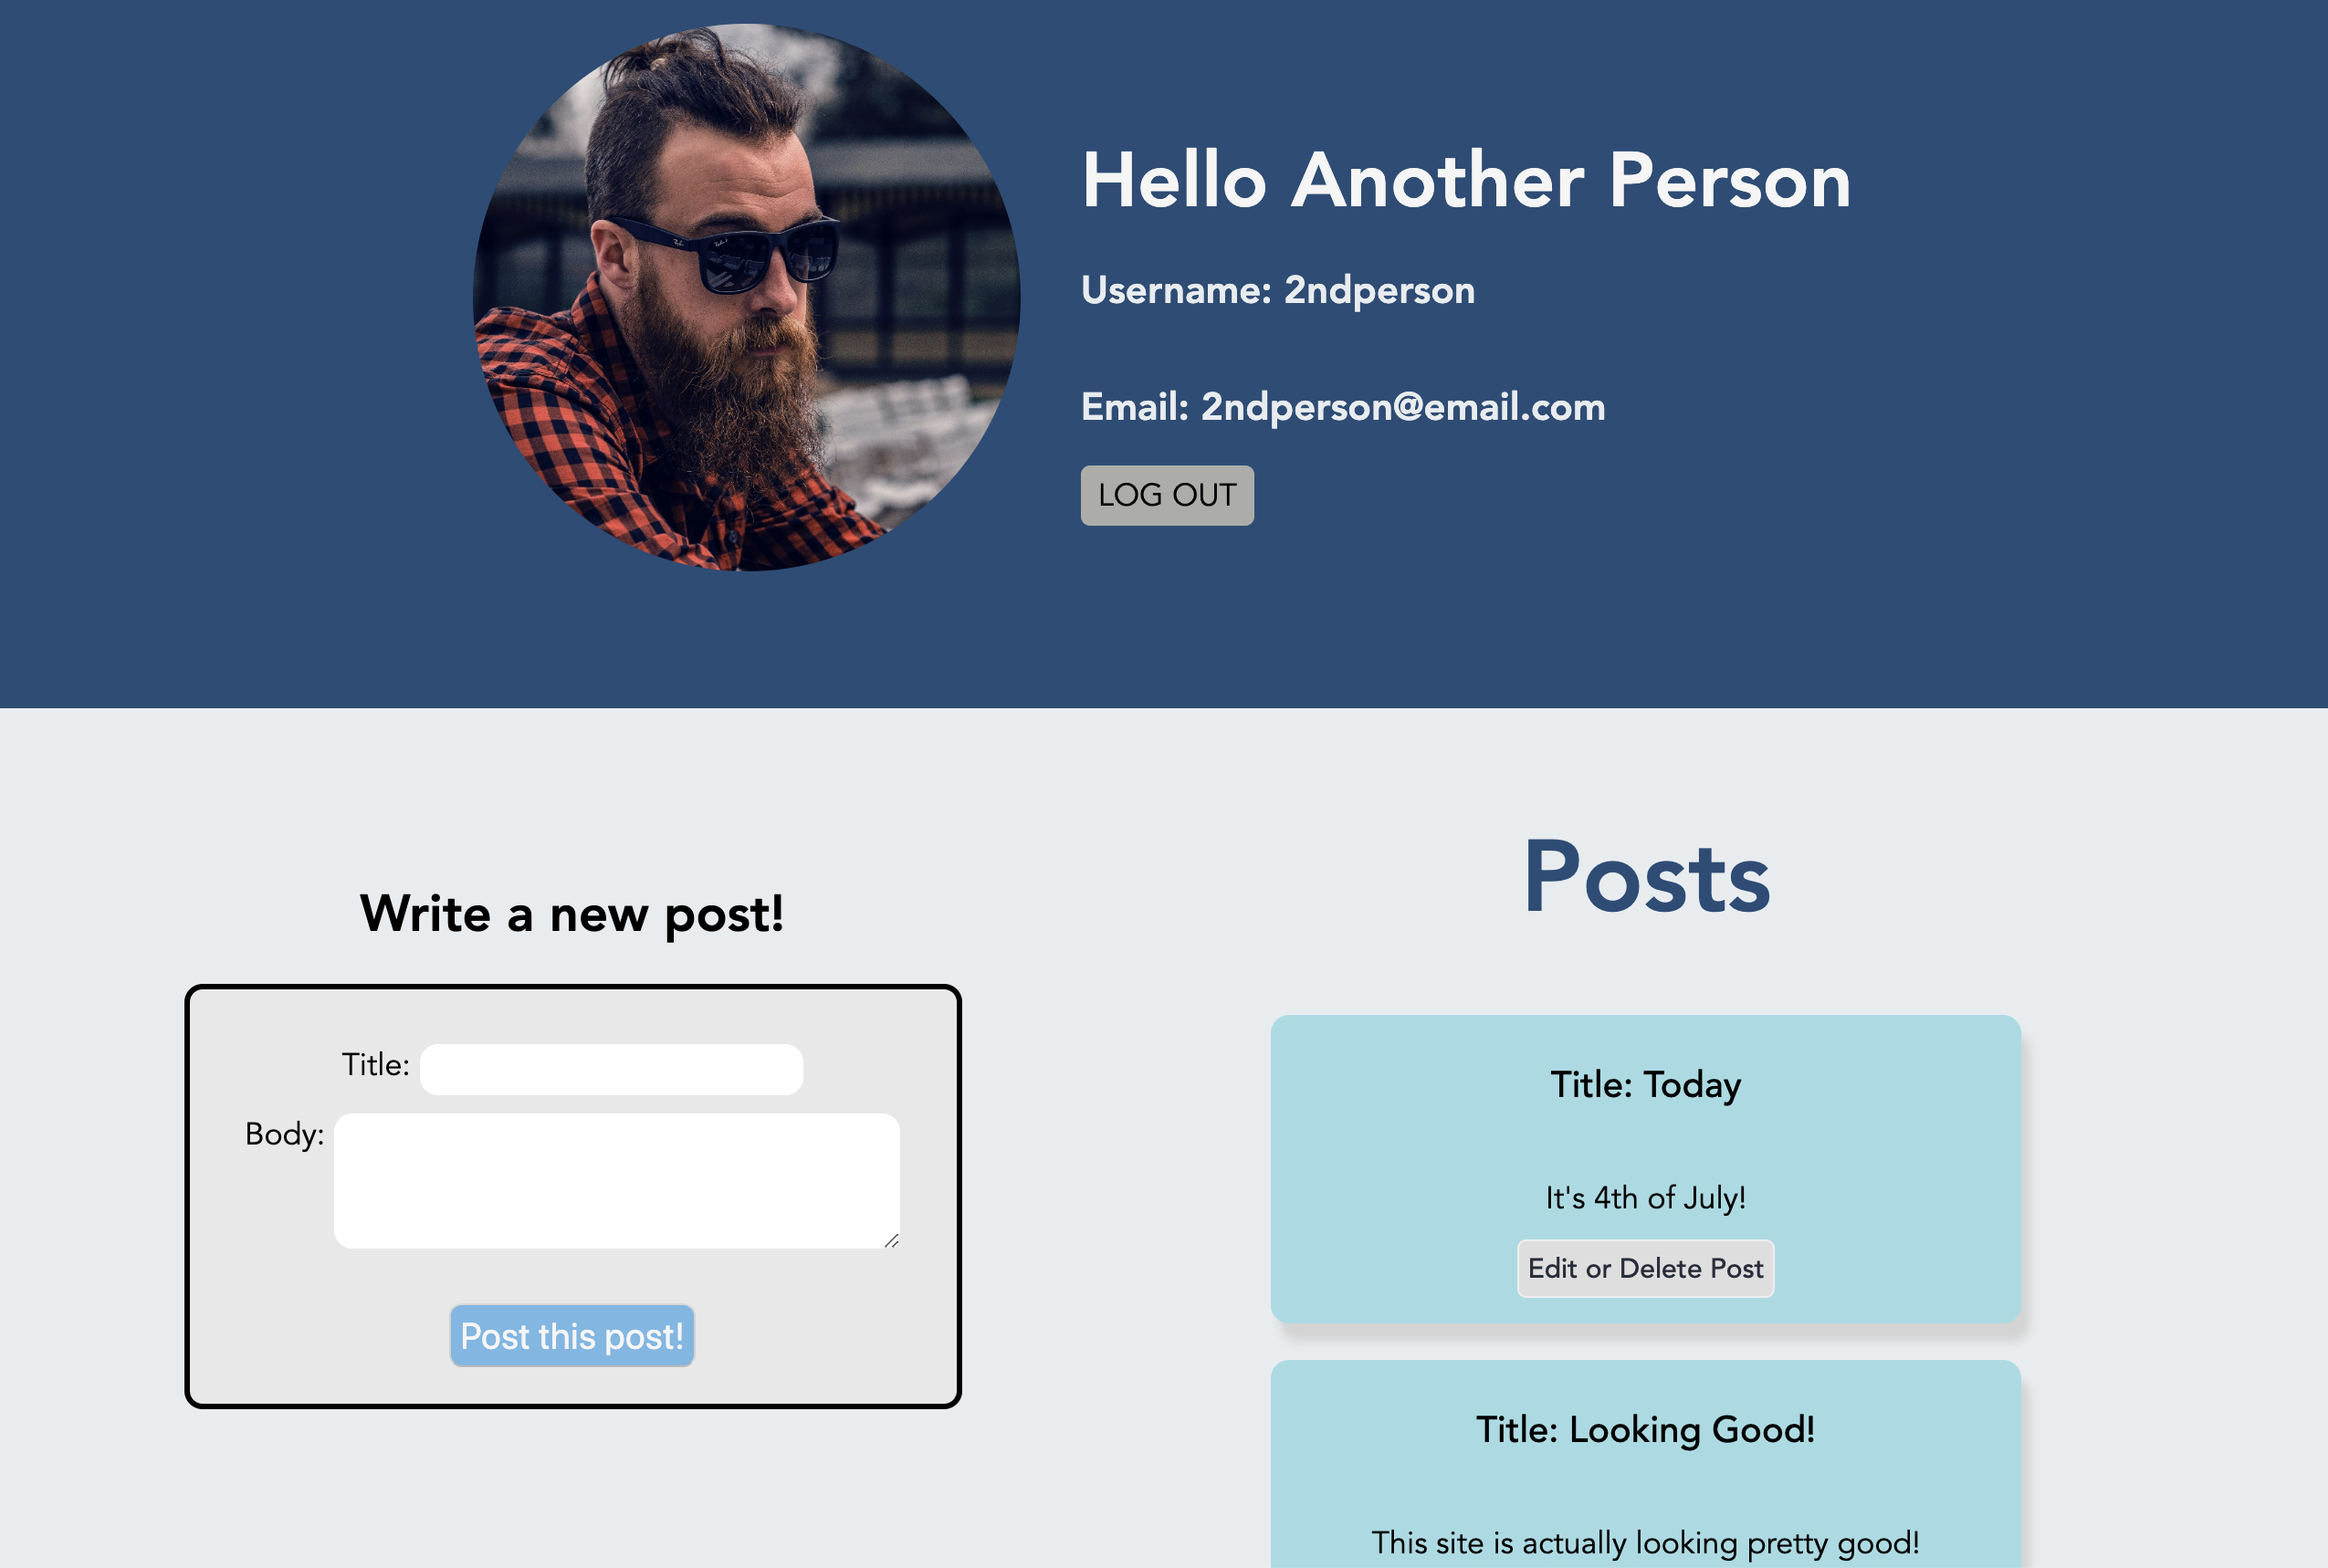 Hello Another Person
Username: 2ndperson
Email: 2ndperson@email.com
LOG OUT
Write a new post!
Title:
Body:
Post this post!
Posts
Title: Today
It's 4th of July!
Edit or Delete Post
Title: Looking Good!
This site is actually looking pretty good!